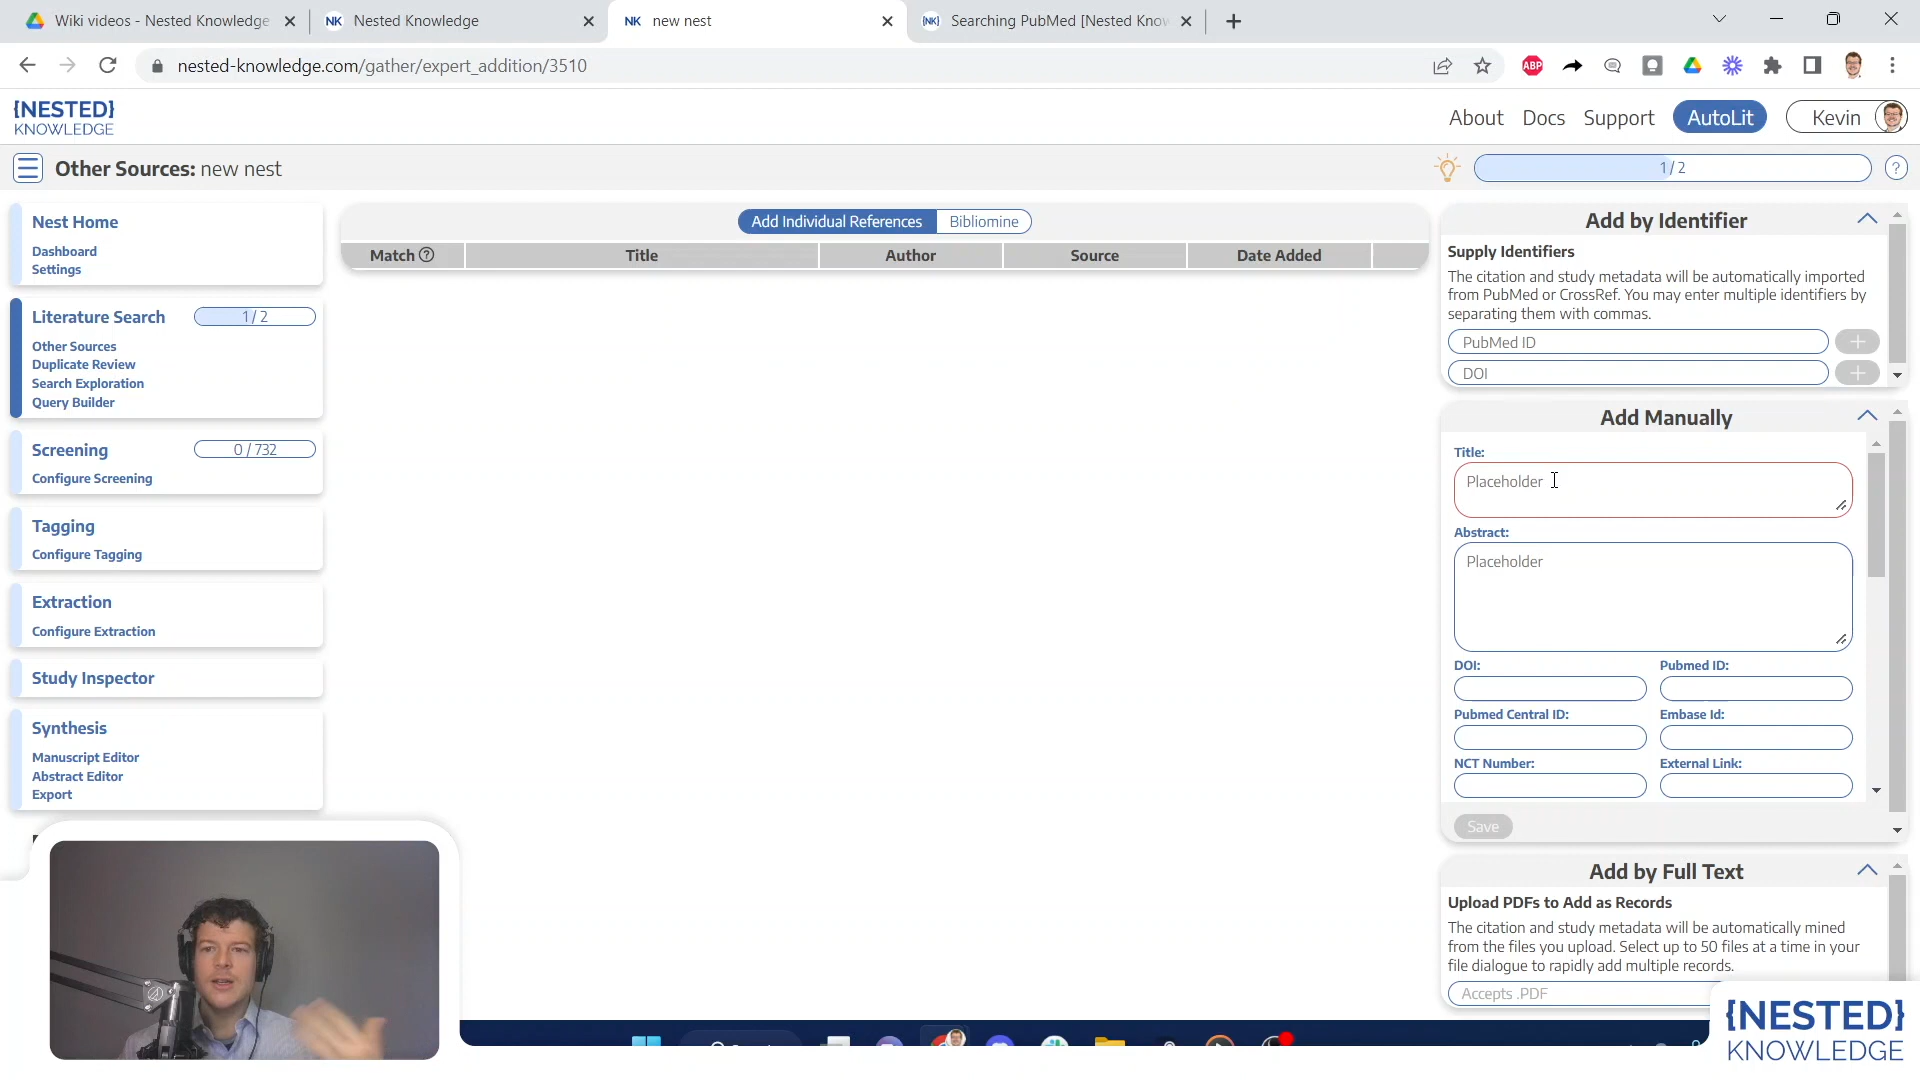 Wiki videos - Nested Knowledge
Nested Knowledge
new nest
Searching PubMed [Nested Know
nested-knowledge.com/gather/expert_addition/3510
ABP
{NESTED}
KNOWLEDGE
About
Docs
Support
AutoLit
Kevin
Other Sources: new nest
1 / 2
Nest Home
Dashboard
Settings
Literature Search
1 / 2
Other Sources
Duplicate Review
Search Exploration
Query Builder
Screening
0 / 732
Configure Screening
Tagging
Configure Tagging
Extraction
Configure Extraction
Study Inspector
Synthesis
Manuscript Editor
Abstract Editor
Export
Add Individual References
Bibliomine
Match
Title
Author
Source
Date Added
Add by Identifier
Supply Identifiers
The citation and study metadata will be automatically imported
from PubMed or CrossRef. You may enter multiple identifiers by
separating them with commas.
PubMed ID
DOI
Add Manually
Title:
Placeholder
Abstract:
Placeholder
DOI:
Pubmed ID:
Pubmed Central ID:
Embase Id:
NCT Number:
External Link:
Save
Add by Full Text
Upload PDFs to Add as Records
The citation and study metadata will be automatically mined
from the files you upload. Select up to 50 files at a time in your
file dialogue to rapidly add multiple records.
Accepts .PDF
{NESTED}
KNOWLEDGE